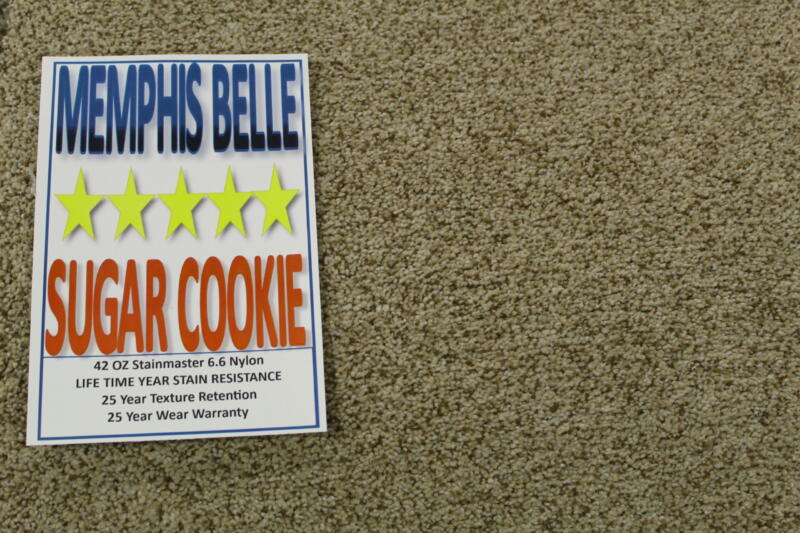 MEMPHIS BELLE
SUGAR COOKIE
42 OZ Stainmaster 6.6 Nylon
LIFE TIME YEAR STAIN RESISTANCE
25 Year Texture Retention
25 Year Wear Warranty